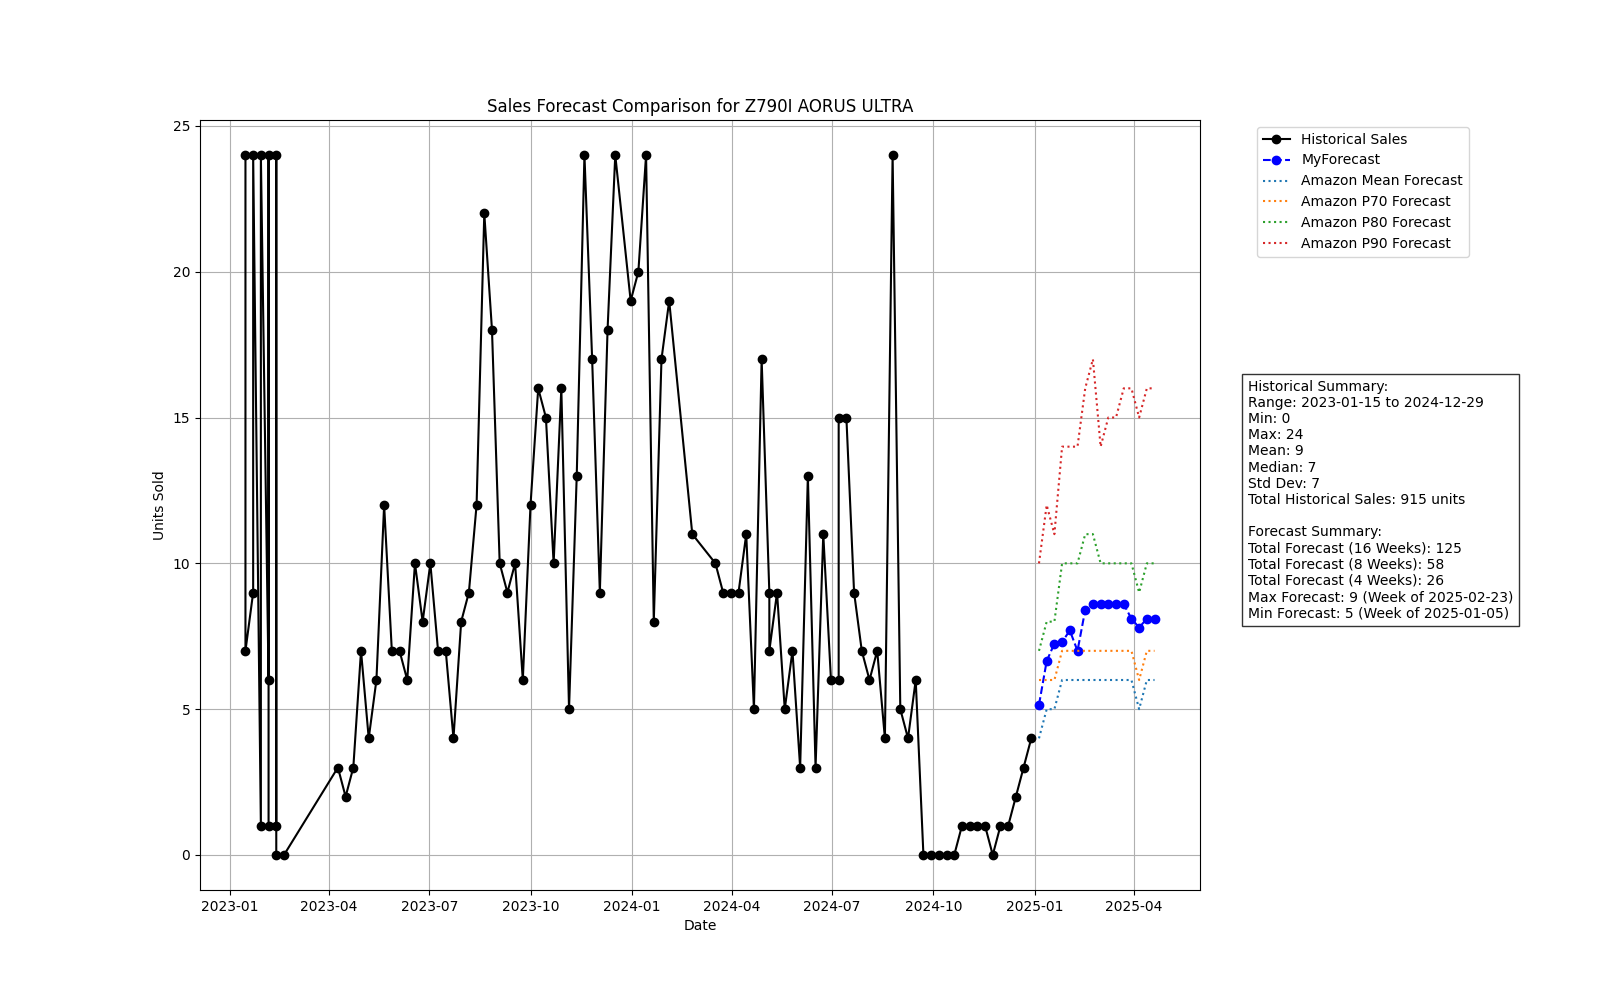 Sales Forecast Comparison for Z790I AORUS ULTRA
Units Sold
25
20
15
10
5
0
2023-01
2023-04
2023-07
2023-10
2024-01
2024-04
2024-07
2024-10
2025-01
2025-04
Date
Historical Sales
MyForecast
Amazon Mean Forecast
Amazon P70 Forecast
Amazon P80 Forecast
Amazon P90 Forecast
Historical Summary:
Range: 2023-01-15 to 2024-12-29
Min: 0
Max: 24
Mean: 9
Median: 7
Std Dev: 7
Total Historical Sales: 915 units
Forecast Summary:
Total Forecast (16 Weeks): 125
Total Forecast (8 Weeks): 58
Total Forecast (4 Weeks): 26
Max Forecast: 9 (Week of 2025-02-23)
Min Forecast: 5 (Week of 2025-01-05)